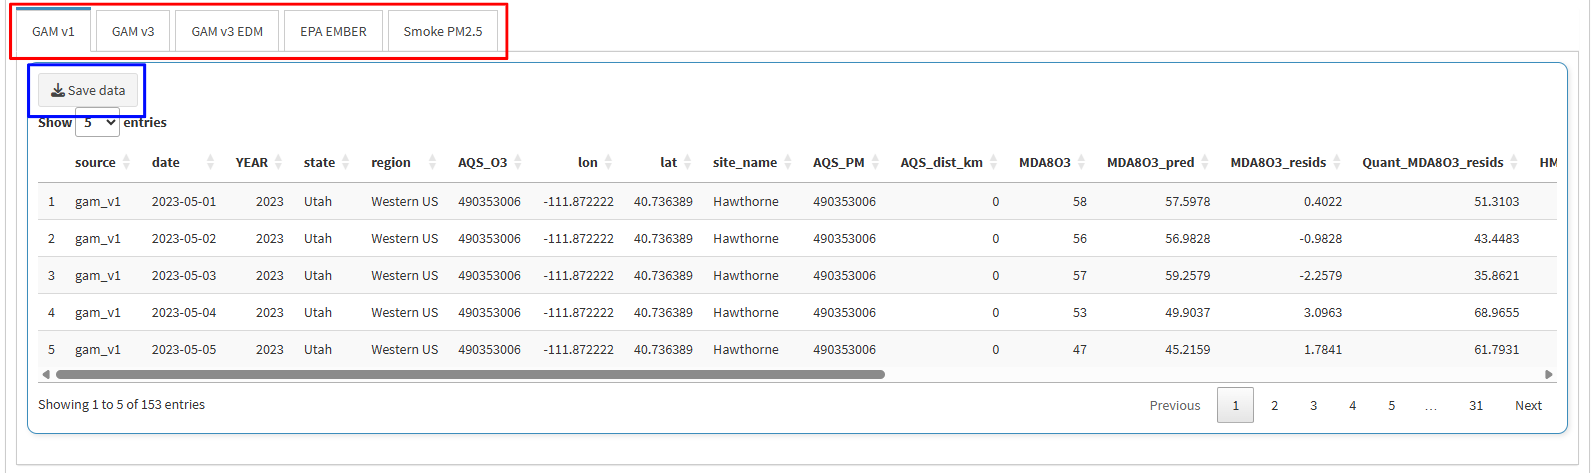 GAM v1 GAM v3 GAM v3 EDM EPA EMBER Smoke PM2.5
Save data
Show 5 entries
source date YEAR state region AQS_O3 lon lat site_name AQS_PM AQS_dist_km MDA8O3 MDA8O3_pred MDA8O3_resids Quant_MDA8O3_resids HM
1 gam_v1 2023-05-01 2023 Utah Western US 490353006 -111.872222 40.736389 Hawthorne 490353006 0 58 57.5978 0.4022 51.3103
2 gam_v1 2023-05-02 2023 Utah Western US 490353006 -111.872222 40.736389 Hawthorne 490353006 0 56 56.9828 -0.9828 43.4483
3 gam_v1 2023-05-03 2023 Utah Western US 490353006 -111.872222 40.736389 Hawthorne 490353006 0 57 59.2579 -2.2579 35.8621
4 gam_v1 2023-05-04 2023 Utah Western US 490353006 -111.872222 40.736389 Hawthorne 490353006 0 53 49.9037 3.0963 68.9655
5 gam_v1 2023-05-05 2023 Utah Western US 490353006 -111.872222 40.736389 Hawthorne 490353006 0 47 45.2159 1.7841 61.7931
Showing 1 to 5 of 153 entries Previous 1 2 3 4 5 … 31 Next